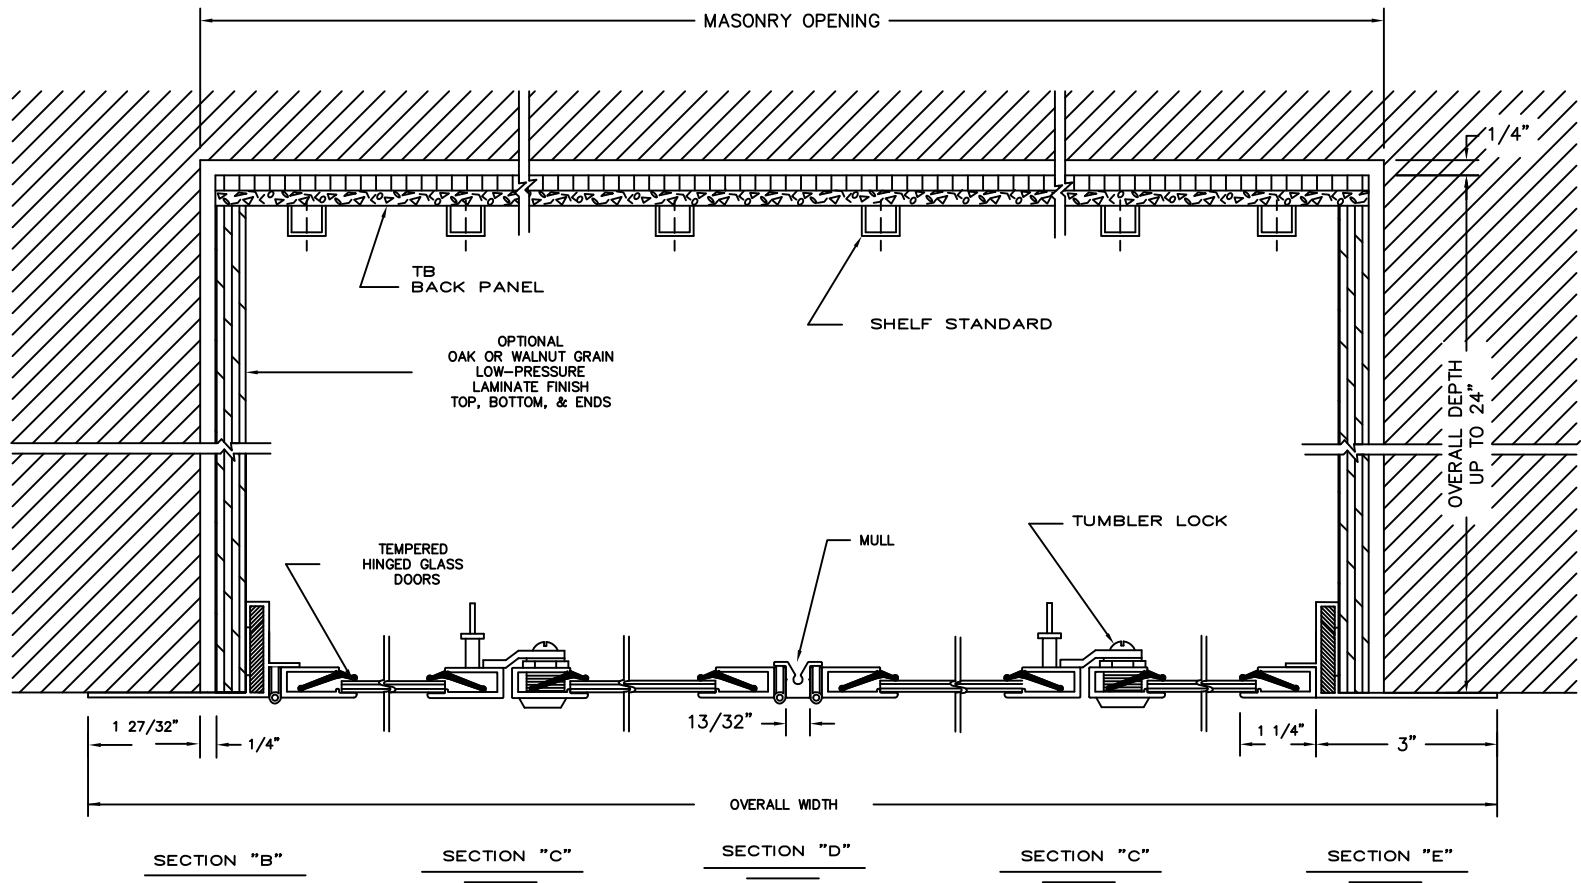 MASONRY OPENING
1/4"
TB
BACK PANEL
SHELF STANDARD
OPTIONAL
OAK OR WALNUT GRAIN
LOW-PRESSURE
LAMINATE FINISH
TOP, BOTTOM, & ENDS
OVERALL DEPTH
UP TO 24"
TUMBLER LOCK
MULL
TEMPERED
HINGED GLASS
DOORS
1 27/32"
1/4"
13/32"
1 1/4"
3"
OVERALL WIDTH
SECTION "B"
SECTION "C"
SECTION "D"
SECTION "C"
SECTION "E"